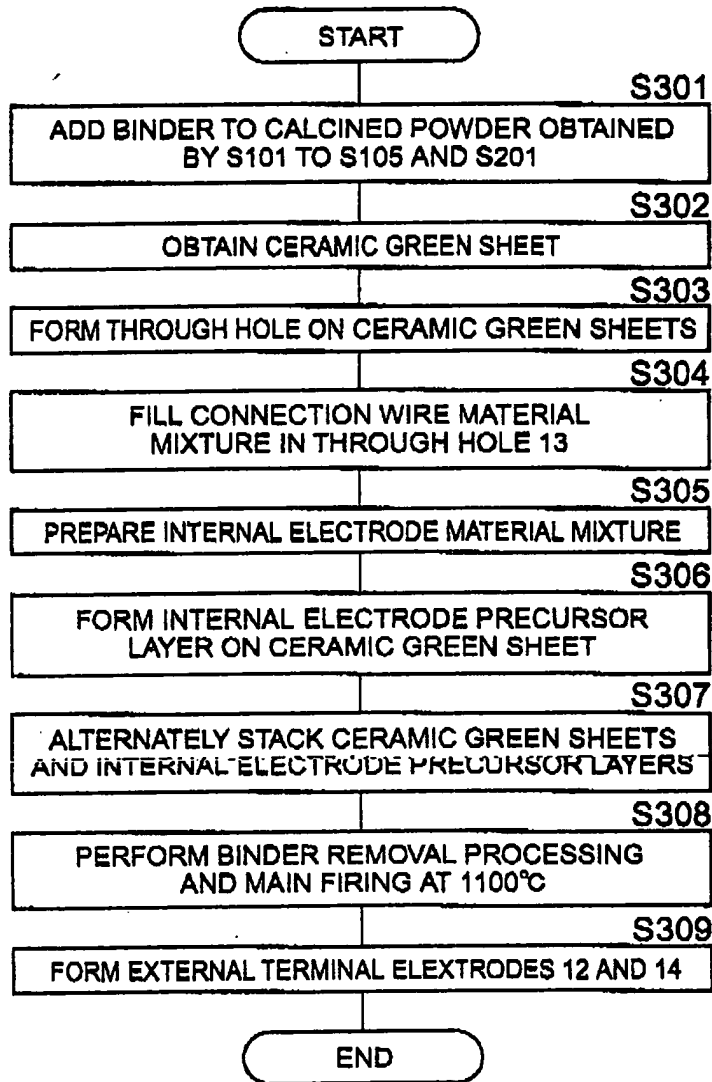 START
S301
ADD BINDER TO CALCINED POWDER OBTAINED
BY S101 TO S105 AND S201
S302
OBTAIN CERAMIC GREEN SHEET
S303
FORM THROUGH HOLE ON CERAMIC GREEN SHEETS
S304
FILL CONNECTION WIRE MATERIAL
MIXTURE IN THROUGH HOLE 13
S305
PREPARE INTERNAL ELECTRODE MATERIAL MIXTURE
S306
FORM INTERNAL ELECTRODE PRECURSOR
LAYER ON CERAMIC GREEN SHEET
S307
ALTERNATELY STACK CERAMIC GREEN SHEETS
AND INTERNAL ELECTRODE PRECURSOR LAYERS
S308
PERFORM BINDER REMOVAL PROCESSING
AND MAIN FIRING AT 1100℃
S309
FORM EXTERNAL TERMINAL ELEXTRODES 12 AND 14
END